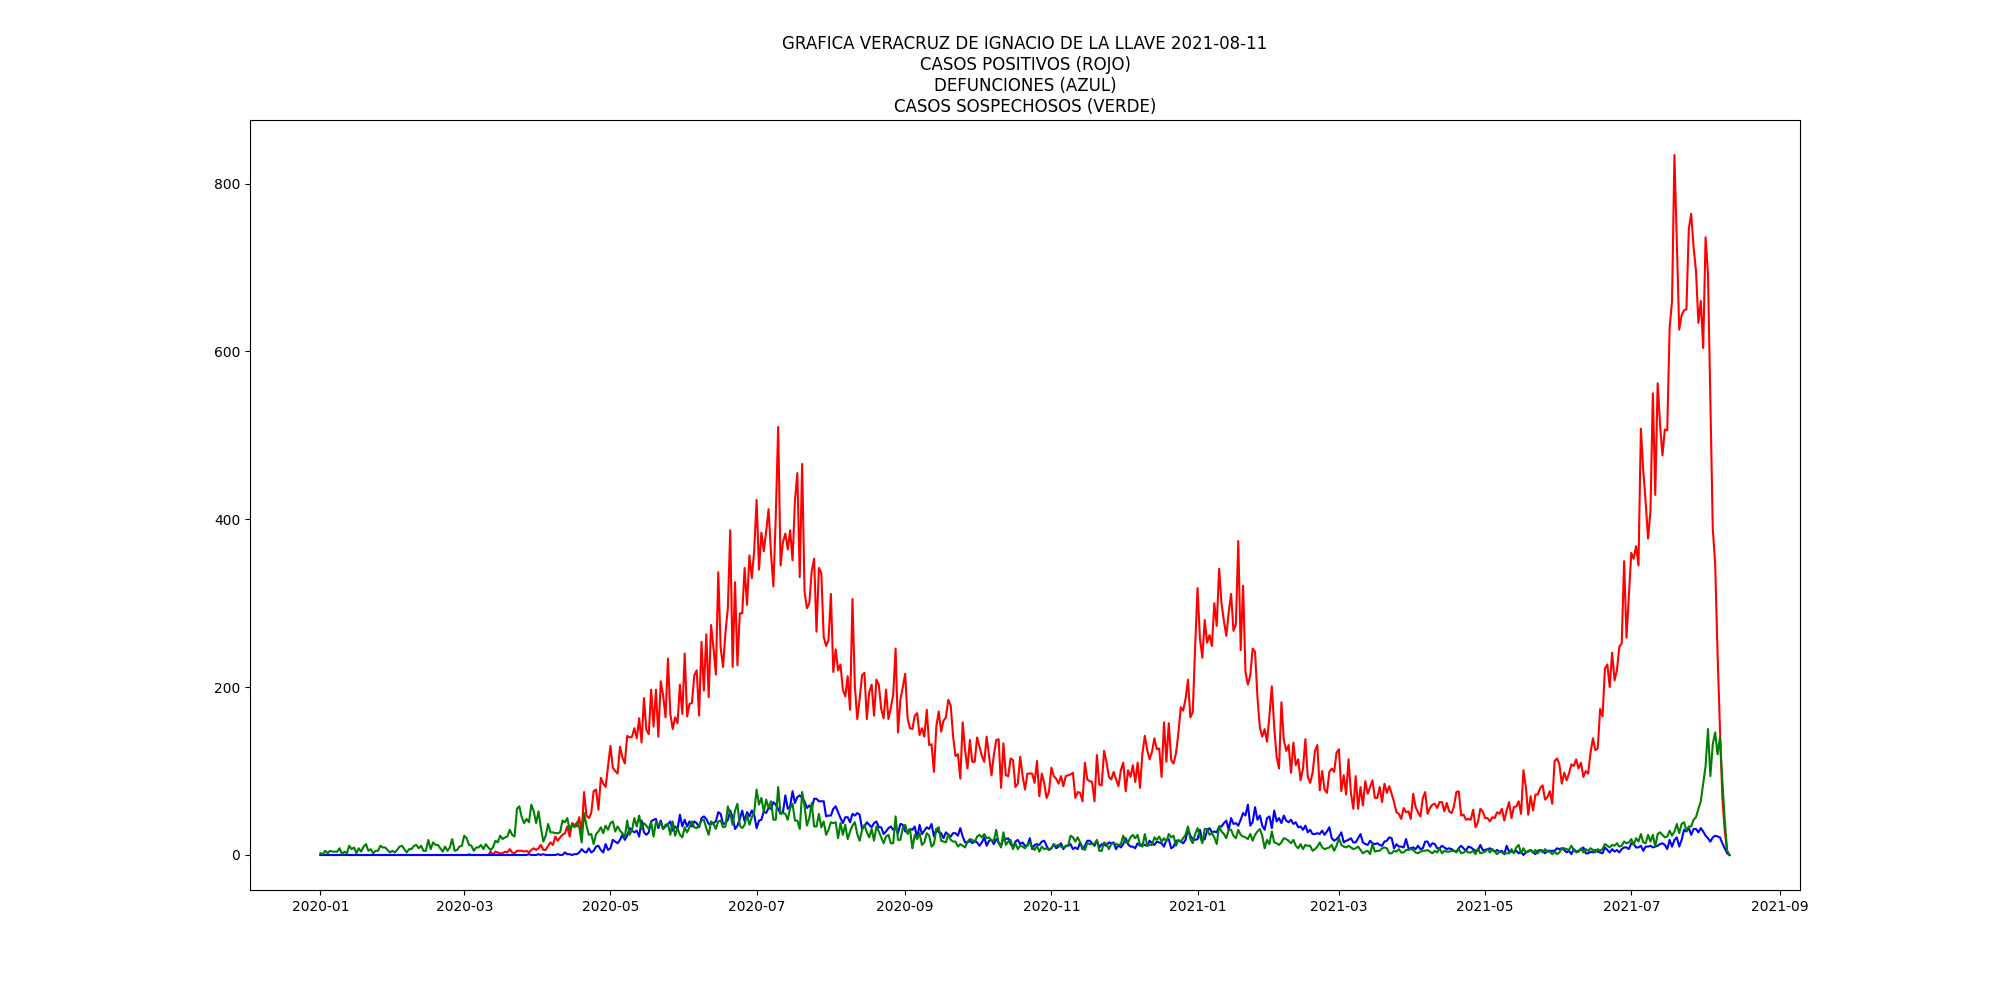 GRAFICA VERACRUZ DE IGNACIO DE LA LLAVE 2021-08-11
CASOS POSITIVOS (ROJO)
DEFUNCIONES (AZUL)
CASOS SOSPECHOSOS (VERDE)
800
600
400
200
0
2020-01 2020-03 2020-05 2020-07 2020-09 2020-11 2021-01 2021-03 2021-05 2021-07 2021-09